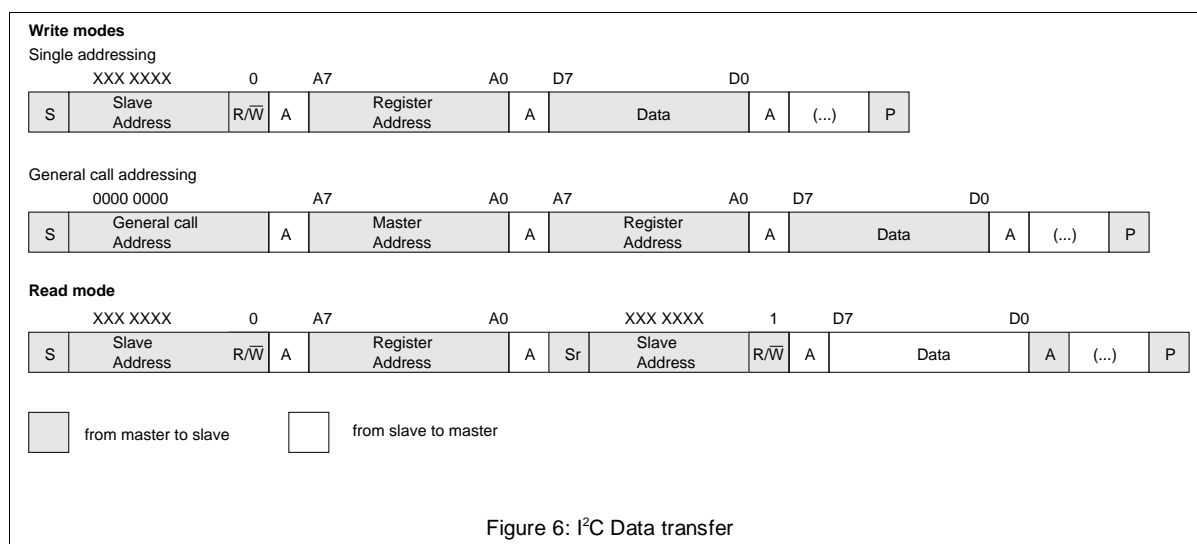 Write modes
Single addressing
XXX XXXX 0 A7 A0 D7 D0
S Slave Address R/W̅ A Register Address A Data A (...) P
General call addressing
0000 0000 A7 A0 A7 A0 D7 D0
S General call Address A Master Address A Register Address A Data A (...) P
Read mode
XXX XXXX 0 A7 A0 XXX XXXX 1 D7 D0
S Slave Address R/W̅ A Register Address A Sr Slave Address R/W̅ A Data A (...) P
from master to slave from slave to master
Figure 6: I²C Data transfer